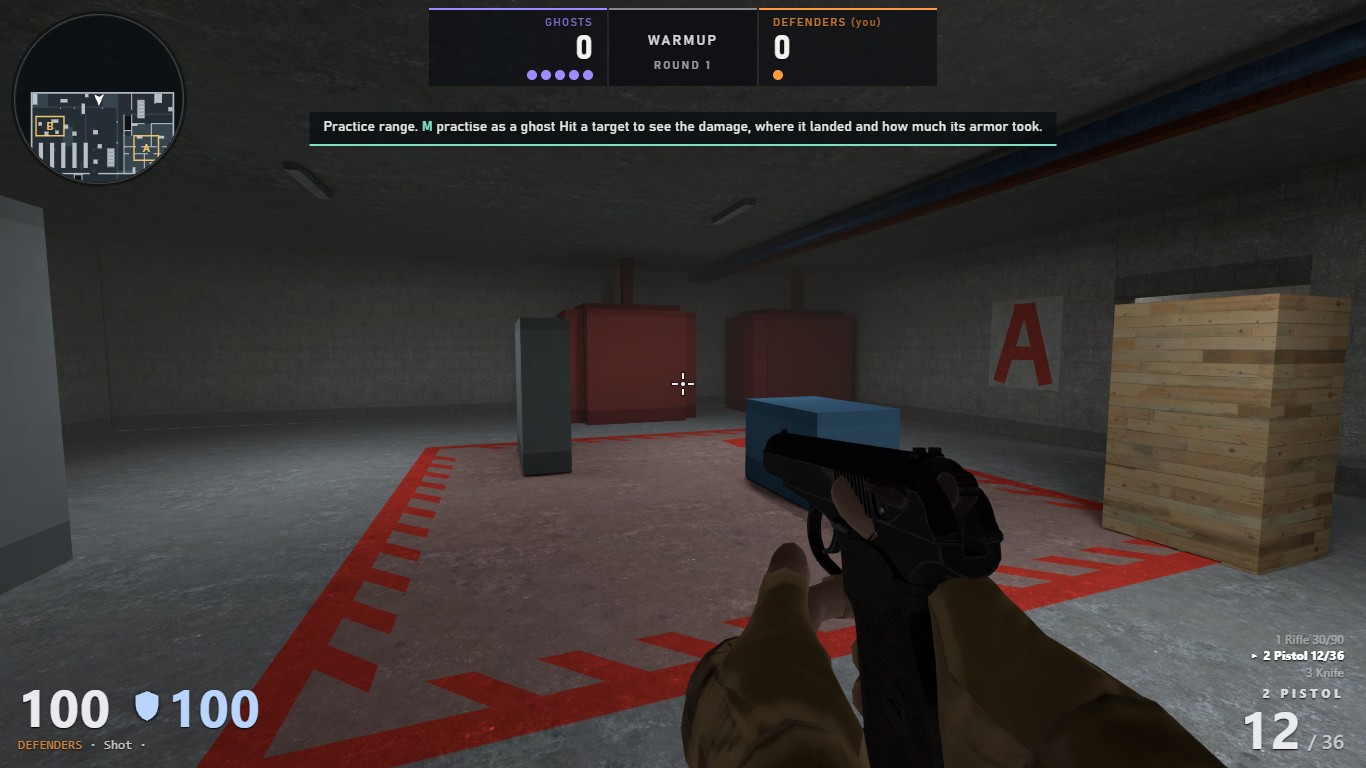 GHOSTS
0
WARMUP
ROUND 1
DEFENDERS (you)
0
Practice range. M practise as a ghost Hit a target to see the damage, where it landed and how much its armor took.
B
A
A
1 Rifle 30/90
▸ 2 Pistol 12/36
3 Knife
2 PISTOL
12 / 36
100 100
DEFENDERS · Shot ·